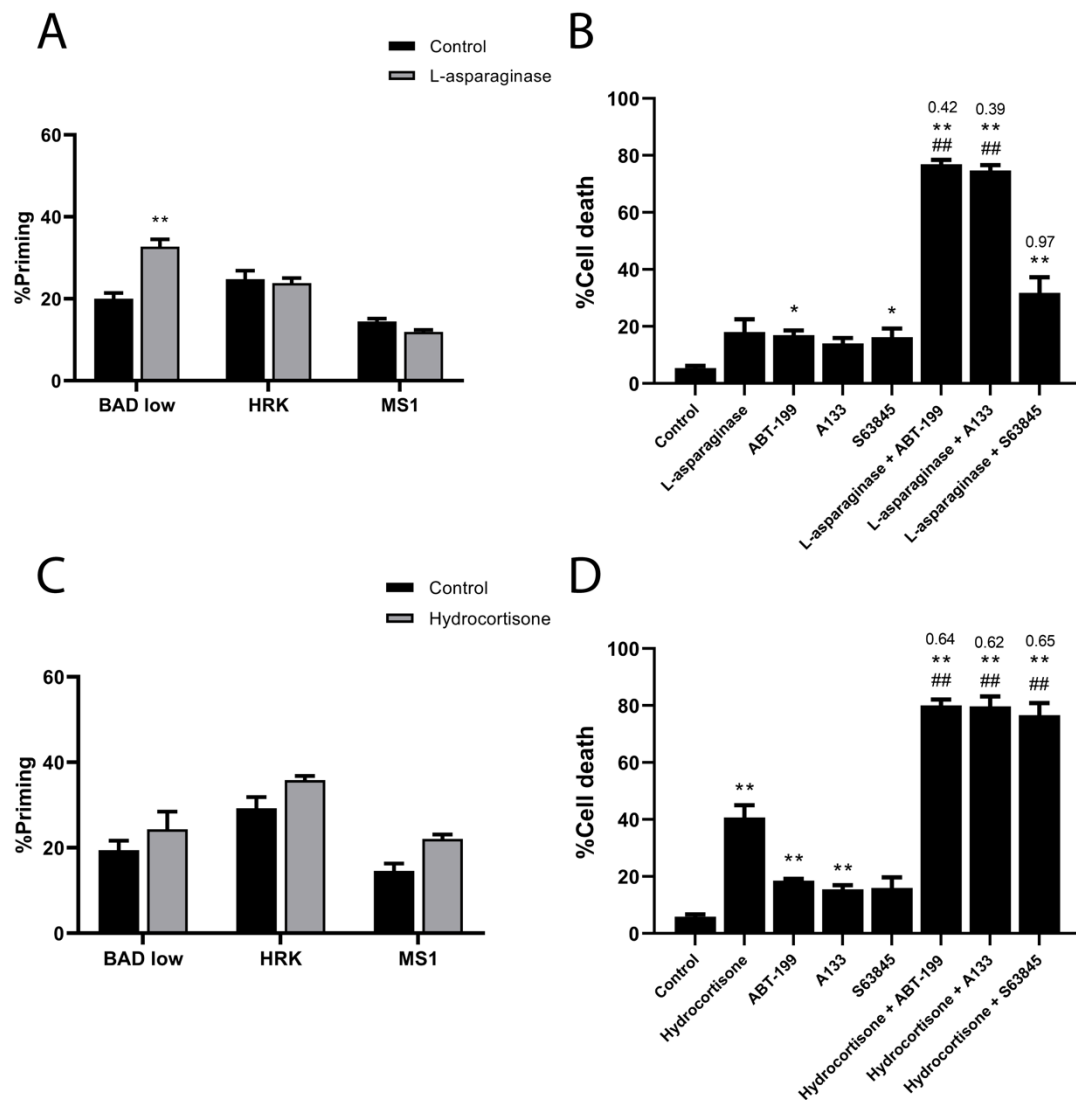 A
Control
L-asparaginase
%Priming
60
40
20
0
**
BAD low
HRK
MS1
B
%Cell death
100
80
60
40
20
0
*
*
0.42
**
##
0.39
**
##
0.97
**
Control
L-asparaginase
ABT-199
A133
S63845
L-asparaginase + ABT-199
L-asparaginase + A133
L-asparaginase + S63845
C
Control
Hydrocortisone
%Priming
60
40
20
0
BAD low
HRK
MS1
D
%Cell death
100
80
60
40
20
0
**
**
**
0.64
**
##
0.62
**
##
0.65
**
##
Control
Hydrocortisone
ABT-199
A133
S63845
Hydrocortisone + ABT-199
Hydrocortisone + A133
Hydrocortisone + S63845